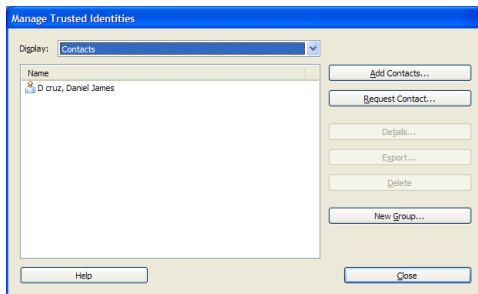 Manage Trusted Identities
Display: Contacts
Name
D cruz, Daniel James
Add Contacts...
Request Contact...
Details...
Export...
Delete
New Group...
Help
Close